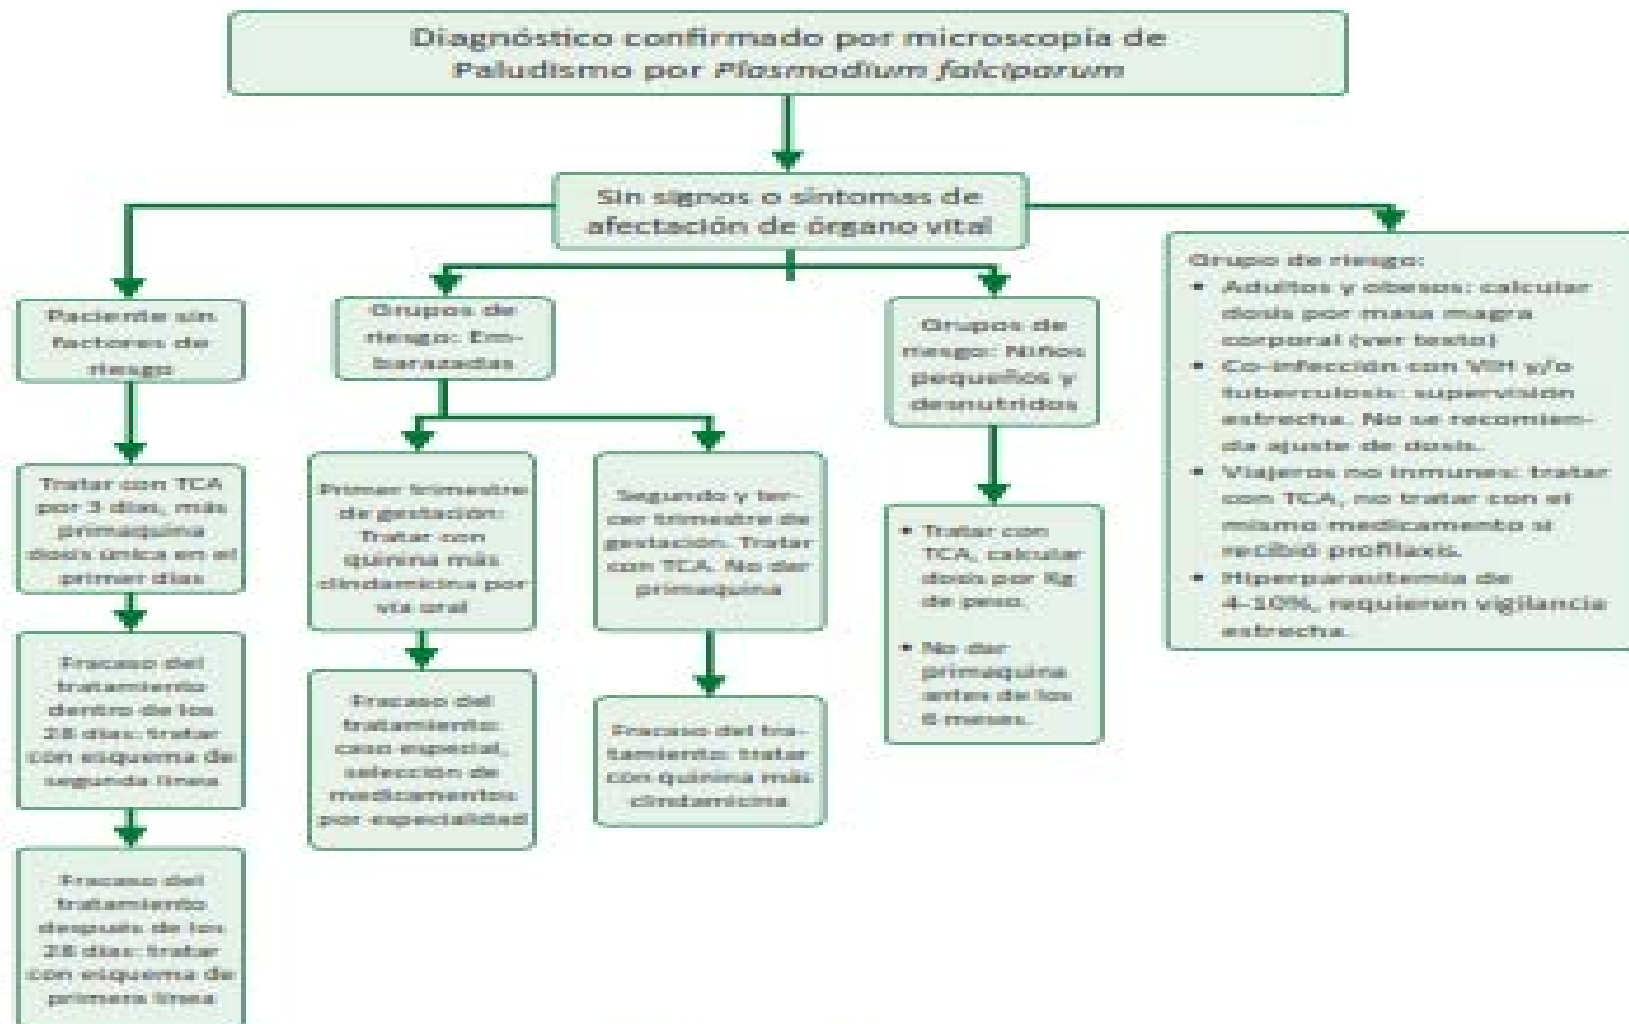 Diagnóstico confirmado por microscopia de
Paludismo por Plasmodium falciparum
Sin signos o síntomas de
afectación de órgano vital
Paciente sin
factores de
riesgo
Tratar con TCA
por 3 días, más
primaquina
dosis única en el
primer días
Fracaso del
tratamiento
dentro de los
28 días: tratar
con esquema de
segunda línea
Fracaso del
tratamiento
después de los
28 días: tratar
con esquema de
primera línea
Grupos de
riesgo: Em-
barazadas
Primer trimestre
de gestación:
Tratar con
quinina más
clindamicina por
vía oral
Fracaso del
tratamiento:
caso especial,
selección de
medicamentos
por especialidad
Segundo y ter-
cer trimestre de
gestación. Tratar
con TCA. No dar
primaquina
Fracaso del tra-
tamiento: tratar
con quinina más
clindamicina
Grupos de
riesgo: Niños
pequeños y
desnutridos
• Tratar con
TCA, calcular
dosis por Kg
de peso.
• No dar
primaquina
antes de los
6 meses.
Grupo de riesgo:
• Adultos y obesos: calcular
dosis por masa magra
corporal (ver texto)
• Co-infección con VIH y/o
tuberculosis: supervisión
estrecha. No se recomien-
da ajuste de dosis.
• Viajeros no inmunes: tratar
con TCA, no tratar con el
mismo medicamento si
recibió profilaxis.
• Hiperparasitemia de
4-10%, requieren vigilancia
estrecha.